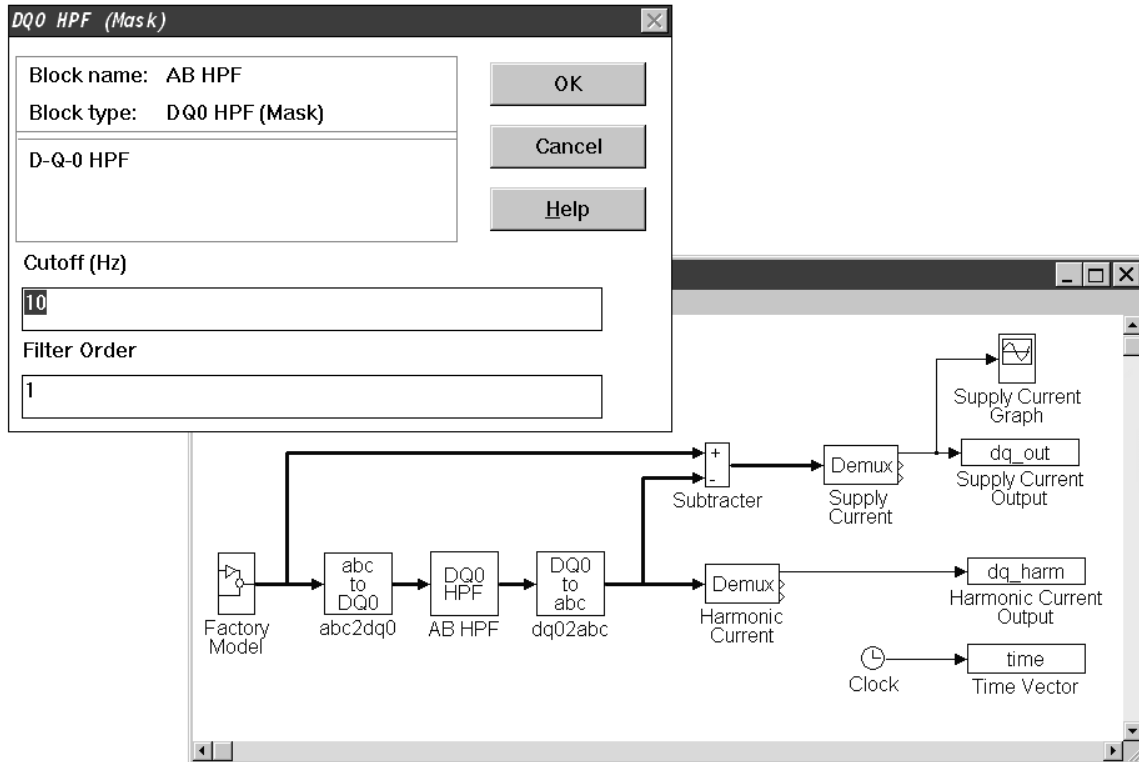 DQO HPF (Mask)
Block name: AB HPF
Block type: DQ0 HPF (Mask)
D-Q-0 HPF
OK
Cancel
Help
Cutoff (Hz)
10
Filter Order
1
Supply Current
Graph
+
-
Subtracter
Demux
Supply
Current
dq_out
Supply Current
Output
Factory
Model
abc
to
DQ0
abc2dq0
DQ0
HPF
AB HPF
DQ0
to
abc
dq02abc
Demux
Harmonic
Current
dq_harm
Harmonic Current
Output
Clock
time
Time Vector